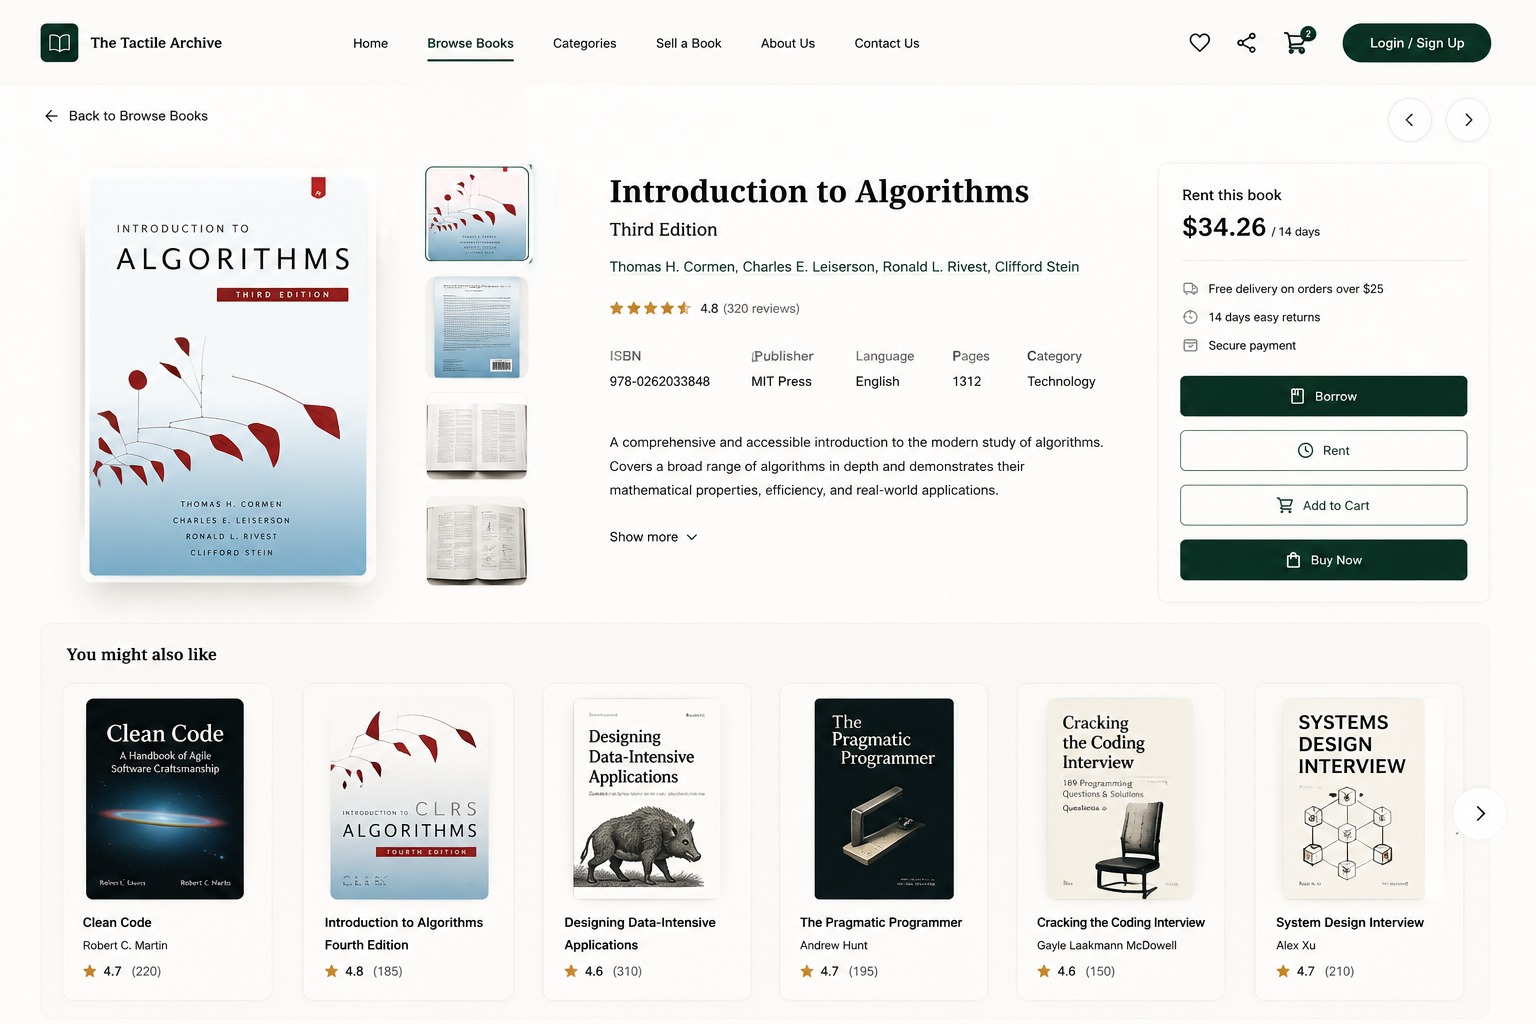 The Tactile Archive
Home
Browse Books
Categories
Sell a Book
About Us
Contact Us
2
Login / Sign Up
Back to Browse Books
INTRODUCTION TO
ALGORITHMS
THIRD EDITION
THOMAS H. CORMEN
CHARLES E. LEISERSON
RONALD L. RIVEST
CLIFFORD STEIN
Introduction to Algorithms
Third Edition
Thomas H. Cormen, Charles E. Leiserson, Ronald L. Rivest, Clifford Stein
4.8 (320 reviews)
ISBN
978-0262033848
Publisher
MIT Press
Language
English
Pages
1312
Category
Technology
A comprehensive and accessible introduction to the modern study of algorithms.
Covers a broad range of algorithms in depth and demonstrates their
mathematical properties, efficiency, and real-world applications.
Show more
Rent this book
$34.26 / 14 days
Free delivery on orders over $25
14 days easy returns
Secure payment
Borrow
Rent
Add to Cart
Buy Now
You might also like
Clean Code
A Handbook of Agile
Software Craftsmanship
Clean Code
Robert C. Martin
4.7 (220)
INTRODUCTION TO CLRS
ALGORITHMS
FOURTH EDITION
Introduction to Algorithms
Fourth Edition
4.8 (185)
Designing
Data-Intensive
Applications
Designing Data-Intensive
Applications
4.6 (310)
The
Pragmatic
Programmer
The Pragmatic Programmer
Andrew Hunt
4.7 (195)
Cracking
the Coding
Interview
189 Programming
Questions & Solutions
Cracking the Coding Interview
Gayle Laakmann McDowell
4.6 (150)
SYSTEMS
DESIGN
INTERVIEW
System Design Interview
Alex Xu
4.7 (210)